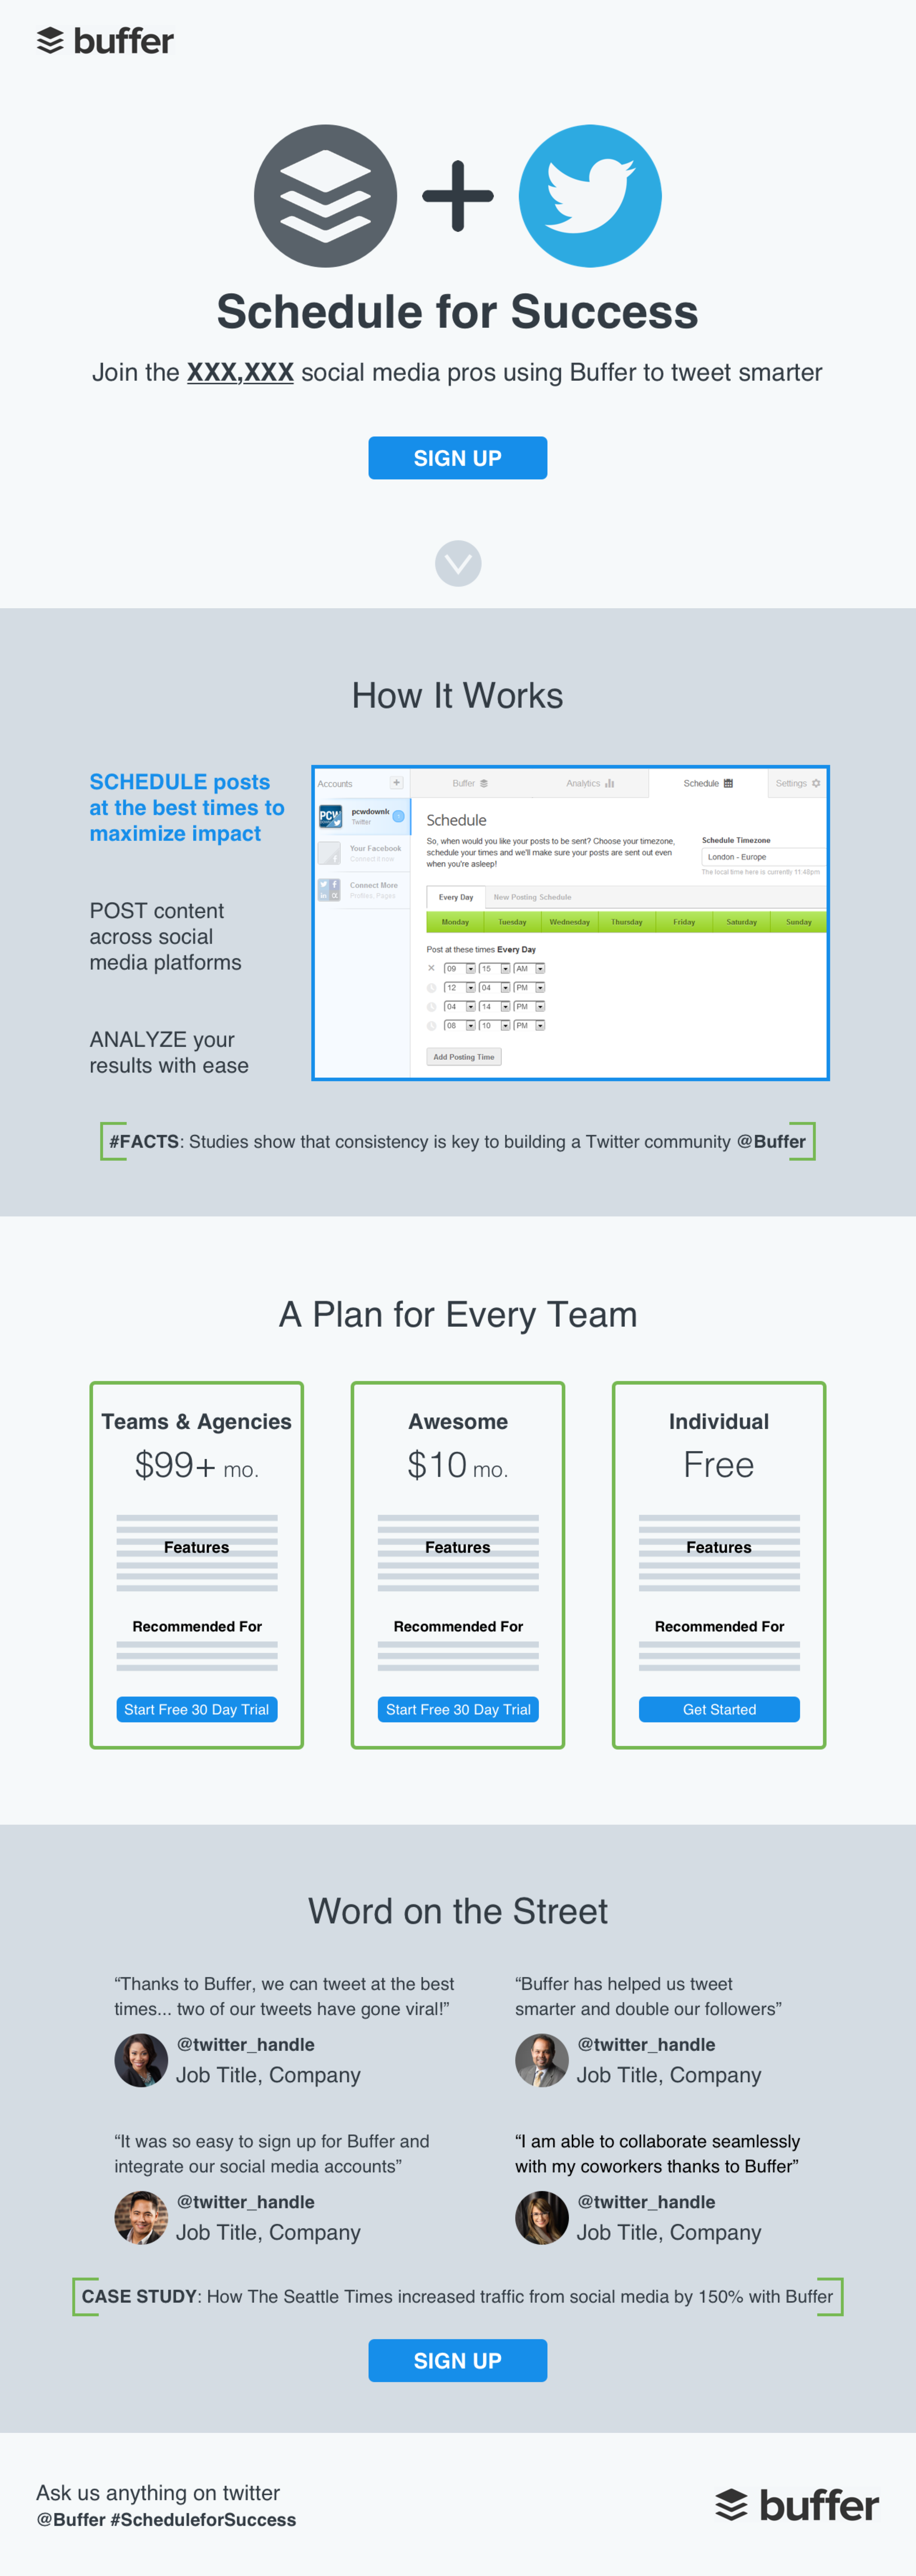 buffer
Schedule for Success
Join the XXX,XXX social media pros using Buffer to tweet smarter
SIGN UP
How It Works
SCHEDULE posts
at the best times to
maximize impact
POST content
across social
media platforms
ANALYZE your
results with ease
Accounts
+
Buffer
Analytics
Schedule
Settings
PCW
pcwdownlo
Twitter
Your Facebook
Connect Know
Connect More
Profiles, Pages
Schedule
So, when would you like your posts to be sent? Choose your timezone,
schedule your times and we'll make sure your posts are sent out even
when you're asleep!
Schedule Timezone
London - Europe
The local time here is currently 11:48pm
Every Day
New Posting Schedule
Monday Tuesday Wednesday Thursday Friday Saturday Sunday
Post at these times Every Day
09 15 AM
12 04 PM
04 14 PM
08 10 PM
Add Posting Time
#FACTS: Studies show that consistency is key to building a Twitter community @Buffer
A Plan for Every Team
Teams & Agencies
$99+ mo.
Features
Recommended For
Start Free 30 Day Trial
Awesome
$10 mo.
Features
Recommended For
Start Free 30 Day Trial
Individual
Free
Features
Recommended For
Get Started
Word on the Street
“Thanks to Buffer, we can tweet at the best
times... two of our tweets have gone viral!”
@twitter_handle
Job Title, Company
“Buffer has helped us tweet
smarter and double our followers”
@twitter_handle
Job Title, Company
“It was so easy to sign up for Buffer and
integrate our social media accounts”
@twitter_handle
Job Title, Company
“I am able to collaborate seamlessly
with my coworkers thanks to Buffer”
@twitter_handle
Job Title, Company
CASE STUDY: How The Seattle Times increased traffic from social media by 150% with Buffer
SIGN UP
Ask us anything on twitter
@Buffer #ScheduleforSuccess
buffer